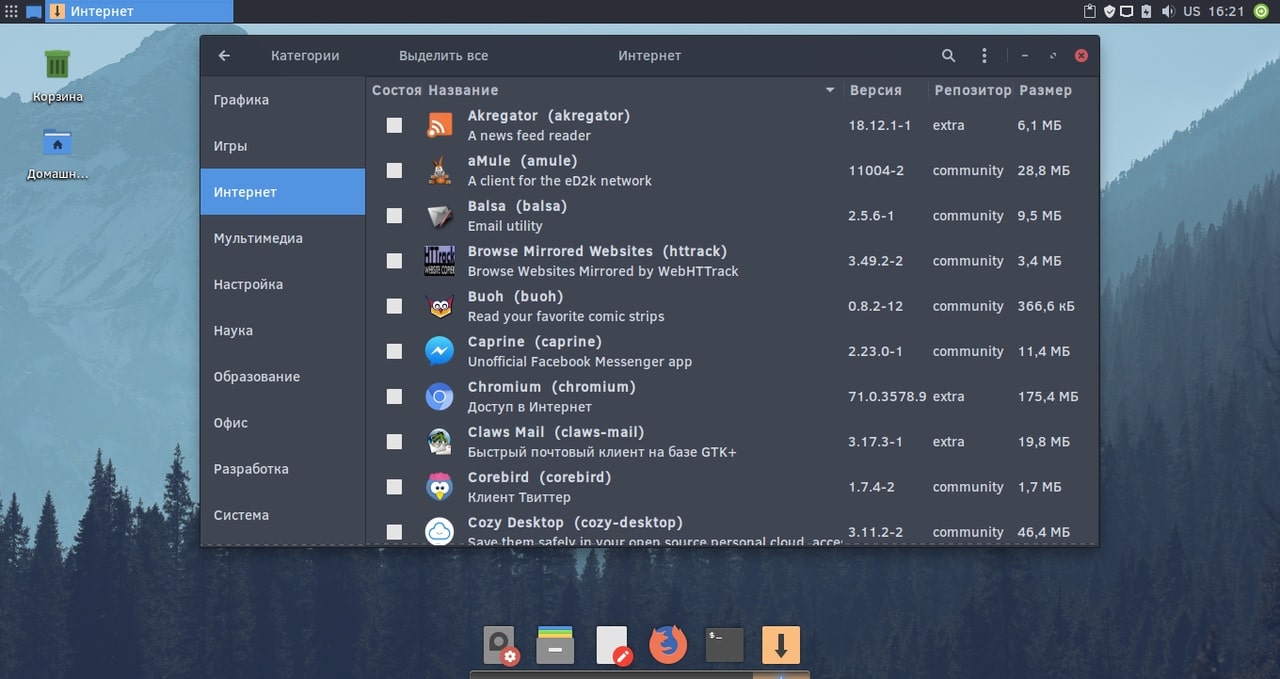 Интернет
US 16:21
Корзина
Домашн...
Категории
Выделить все
Интернет
Графика
Игры
Интернет
Мультимедиа
Настройка
Наука
Образование
Офис
Разработка
Система
Состоя Название Версия Репозитор Размер
Akregator (akregator)
A news feed reader
18.12.1-1 extra 6,1 МБ
aMule (amule)
A client for the eD2k network
11004-2 community 28,8 МБ
Balsa (balsa)
Email utility
2.5.6-1 community 9,5 МБ
HTTrack
WEBSITE COPIER
Browse Mirrored Websites (httrack)
Browse Websites Mirrored by WebHTTrack
3.49.2-2 community 3,4 МБ
Buoh (buoh)
Read your favorite comic strips
0.8.2-12 community 366,6 кБ
Caprine (caprine)
Unofficial Facebook Messenger app
2.23.0-1 community 11,4 МБ
Chromium (chromium)
Доступ в Интернет
71.0.3578.9 extra 175,4 МБ
Claws Mail (claws-mail)
Быстрый почтовый клиент на базе GTK+
3.17.3-1 extra 19,8 МБ
Corebird (corebird)
Клиент Твиттер
1.7.4-2 community 1,7 МБ
Cozy Desktop (cozy-desktop)
Save them safely in your open source personal cloud, acce
3.11.2-2 community 46,4 МБ
$_